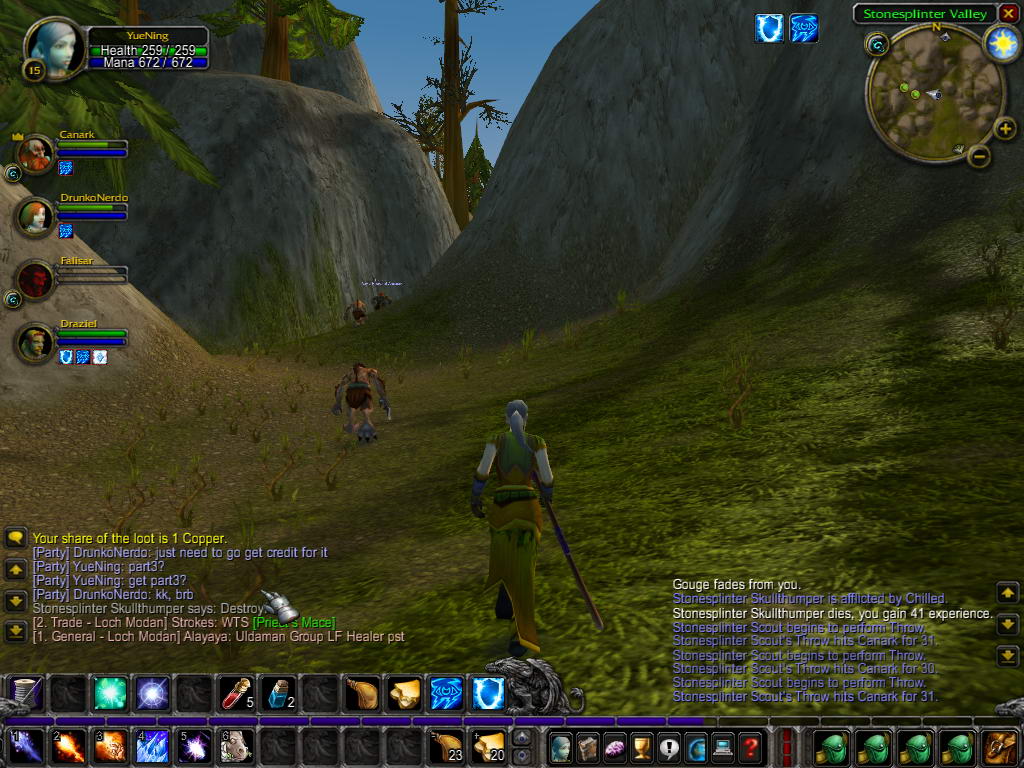 YueNing
Health 259 / 259
15
Mana 672 / 672
Stonesplinter Valley
N
Canark
DrunkoNerdo
Falisar
Draziel
Your share of the loot is 1 Copper.
[Party] DrunkoNerdo: just need to go get credit for it
[Party] YueNing: part3?
[Party] YueNing: get part3?
[Party] DrunkoNerdo: kk, brb
Stonesplinter Skullthumper says: Destroy
[2. Trade - Loch Modan] Strokes: WTS [Priest's Mace]
[1. General - Loch Modan] Alayaya: Uldaman Group LF Healer pst
Gouge fades from you.
Stonesplinter Skullthumper is afflicted by Chilled.
Stonesplinter Skullthumper dies, you gain 41 experience.
Stonesplinter Scout begins to perform Throw.
Stonesplinter Scout's Throw hits Canark for 31.
Stonesplinter Scout begins to perform Throw.
Stonesplinter Scout's Throw hits Canark for 30.
Stonesplinter Scout begins to perform Throw.
Stonesplinter Scout's Throw hits Canark for 31.
5
2
1 2 3 4 5 6
23
20